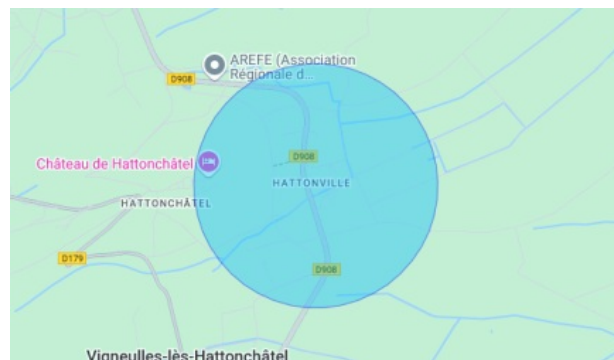 AREFE (Association
Régionale d...
D908
Château de Hattonchâtel
D908
HATTONVILLE
HATTONCHÂTEL
D179
D908
Vigneulles-lès-Hattonchâtel